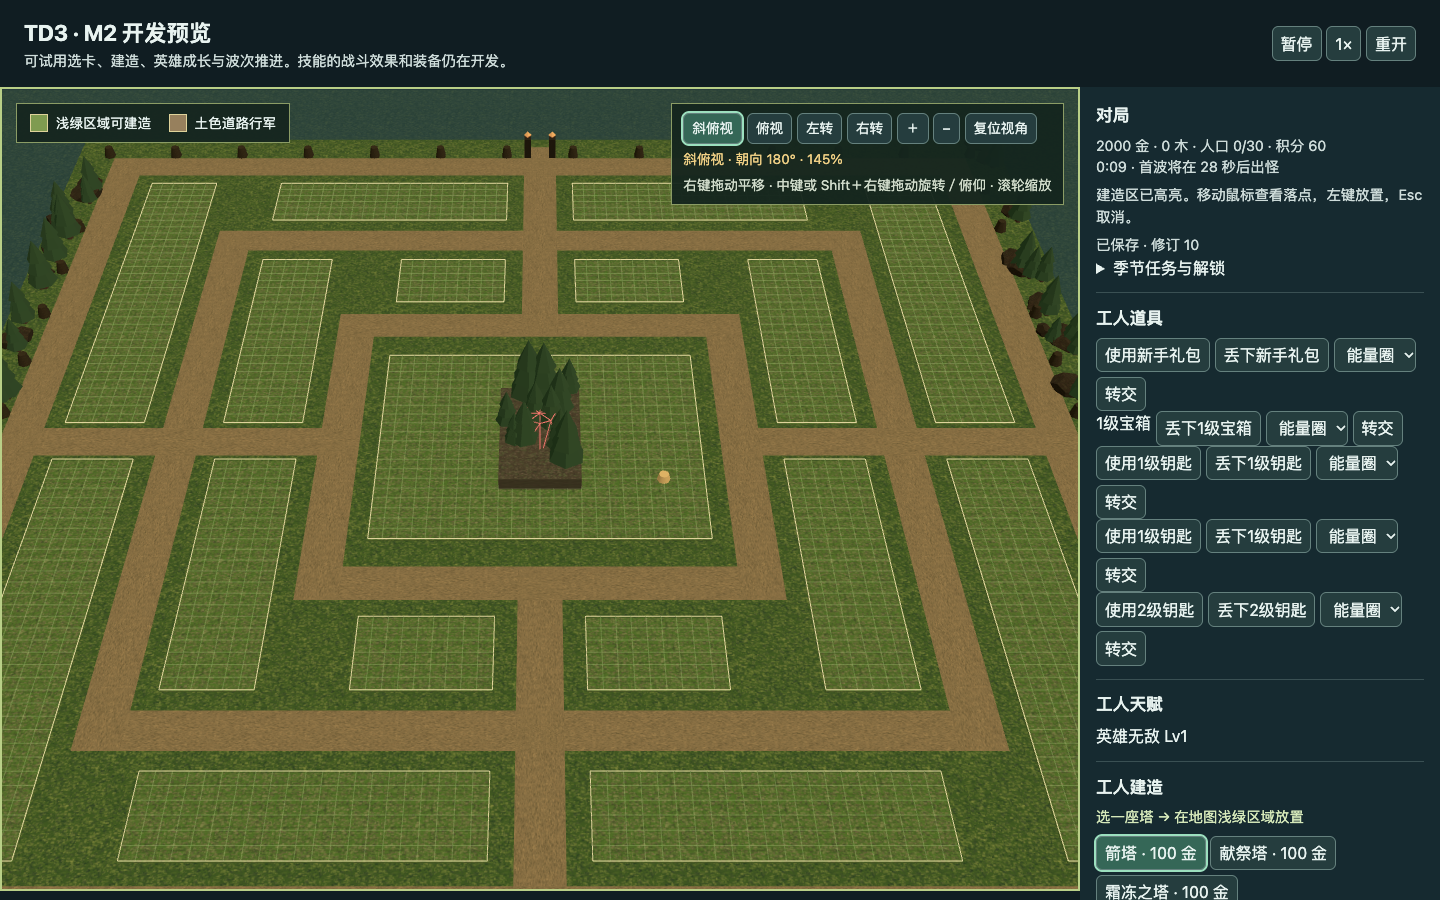 TD3 · M2 开发预览
可试用选卡、建造、英雄成长与波次推进。技能的战斗效果和装备仍在开发。
暂停 1× 重开
浅绿区域可建造 土色道路行军
斜俯视 俯视 左转 右转 + − 复位视角
斜俯视 · 朝向 180° · 145%
右键拖动平移 · 中键或 Shift＋右键拖动旋转 / 俯仰 · 滚轮缩放
对局
2000 金 · 0 木 · 人口 0/30 · 积分 60
0:09 · 首波将在 28 秒后出怪
建造区已高亮。移动鼠标查看落点，左键放置，Esc
取消。
已保存 · 修订 10
季节任务与解锁
工人道具
使用新手礼包 丢下新手礼包 能量圈
转交
1级宝箱 丢下1级宝箱 能量圈 转交
使用1级钥匙 丢下1级钥匙 能量圈
转交
使用1级钥匙 丢下1级钥匙 能量圈
转交
使用2级钥匙 丢下2级钥匙 能量圈
转交
工人天赋
英雄无敌 Lv1
工人建造
选一座塔 → 在地图浅绿区域放置
箭塔 · 100 金 献祭塔 · 100 金
霜冻之塔 · 100 金